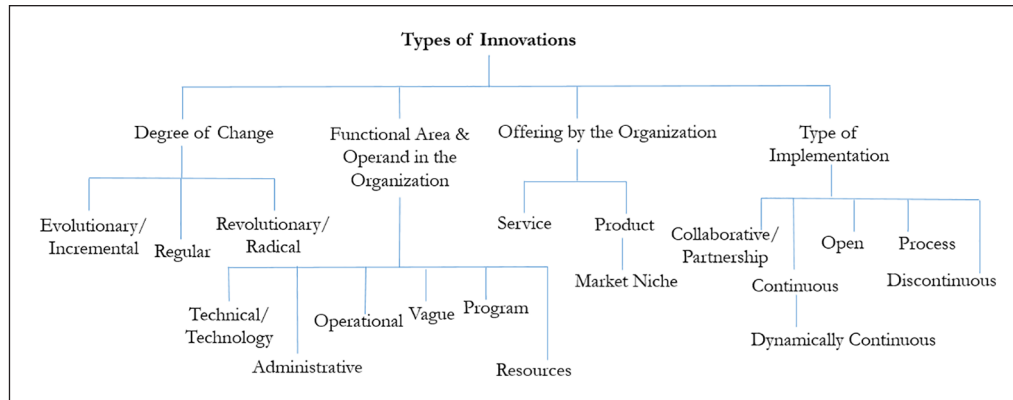 Types of Innovations
Degree of Change
Functional Area &
Operand in the
Organization
Offering by the Organization
Type of
Implementation
Evolutionary/
Incremental
Regular
Revolutionary/
Radical
Technical/
Technology
Administrative
Operational
Vague
Program
Resources
Service
Product
Market Niche
Collaborative/
Partnership
Continuous
Dynamically Continuous
Open
Process
Discontinuous